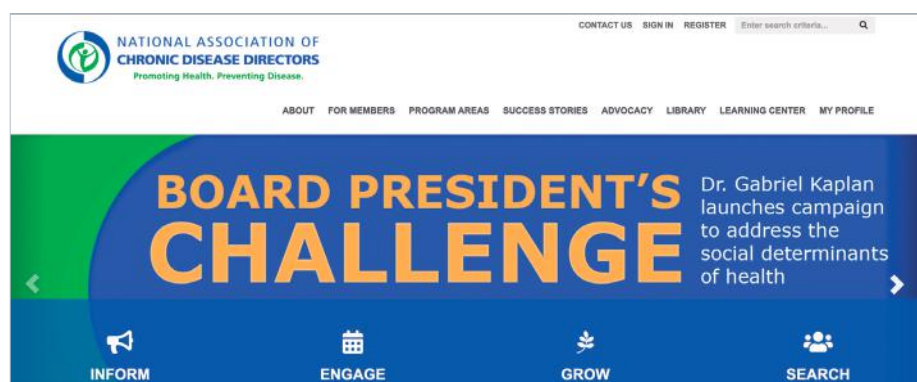 CONTACT US SIGN IN REGISTER Enter search criteria...
NATIONAL ASSOCIATION OF
CHRONIC DISEASE DIRECTORS
Promoting Health. Preventing Disease.
ABOUT FOR MEMBERS PROGRAM AREAS SUCCESS STORIES ADVOCACY LIBRARY LEARNING CENTER MY PROFILE
BOARD PRESIDENT'S
CHALLENGE
Dr. Gabriel Kaplan
launches campaign
to address the
social determinants
of health
INFORM ENGAGE GROW SEARCH